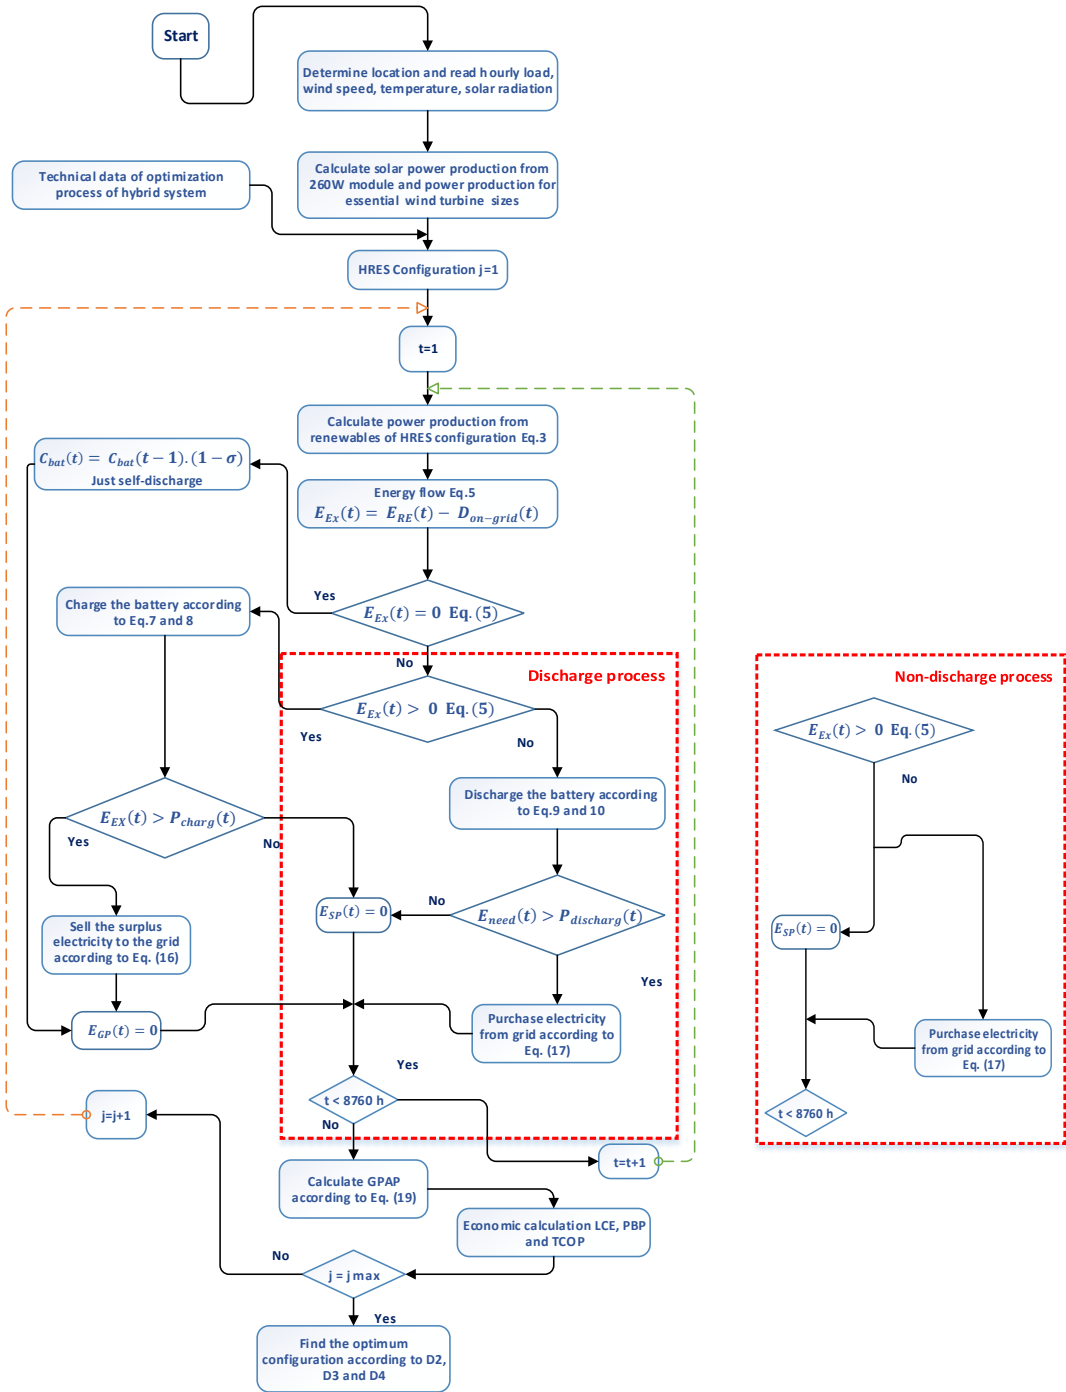 Start
Determine location and read hourly load,
wind speed, temperature, solar radiation
Technical data of optimization
process of hybrid system
Calculate solar power production from
260W module and power production for
essential wind turbine sizes
HRES Configuration j=1
t=1
Calculate power production from
renewables of HRES configuration Eq.3
C_bat(t) = C_bat(t−1).(1−σ)
Just self-discharge
Energy flow Eq.5
E_Ex(t) = E_RE(t) − D_on−grid(t)
Yes
E_Ex(t) = 0 Eq.(5)
Charge the battery according
to Eq.7 and 8
No
Discharge process
E_Ex(t) > 0 Eq.(5)
Yes
No
Discharge the battery according
to Eq.9 and 10
E_EX(t) > P_charg(t)
Yes
No
E_SP(t) = 0
No
E_need(t) > P_discharg(t)
Yes
Sell the surplus
electricity to the grid
according to Eq. (16)
E_GP(t) = 0
Purchase electricity
from grid according to
Eq. (17)
Yes
t < 8760 h
No
j=j+1
t=t+1
Calculate GPAP
according to Eq. (19)
Economic calculation LCE, PBP
and TCOP
No
j = j max
Yes
Find the optimum
configuration according to D2,
D3 and D4
Non-discharge process
E_Ex(t) > 0 Eq.(5)
No
E_SP(t) = 0
Purchase electricity
from grid according to
Eq. (17)
t < 8760 h